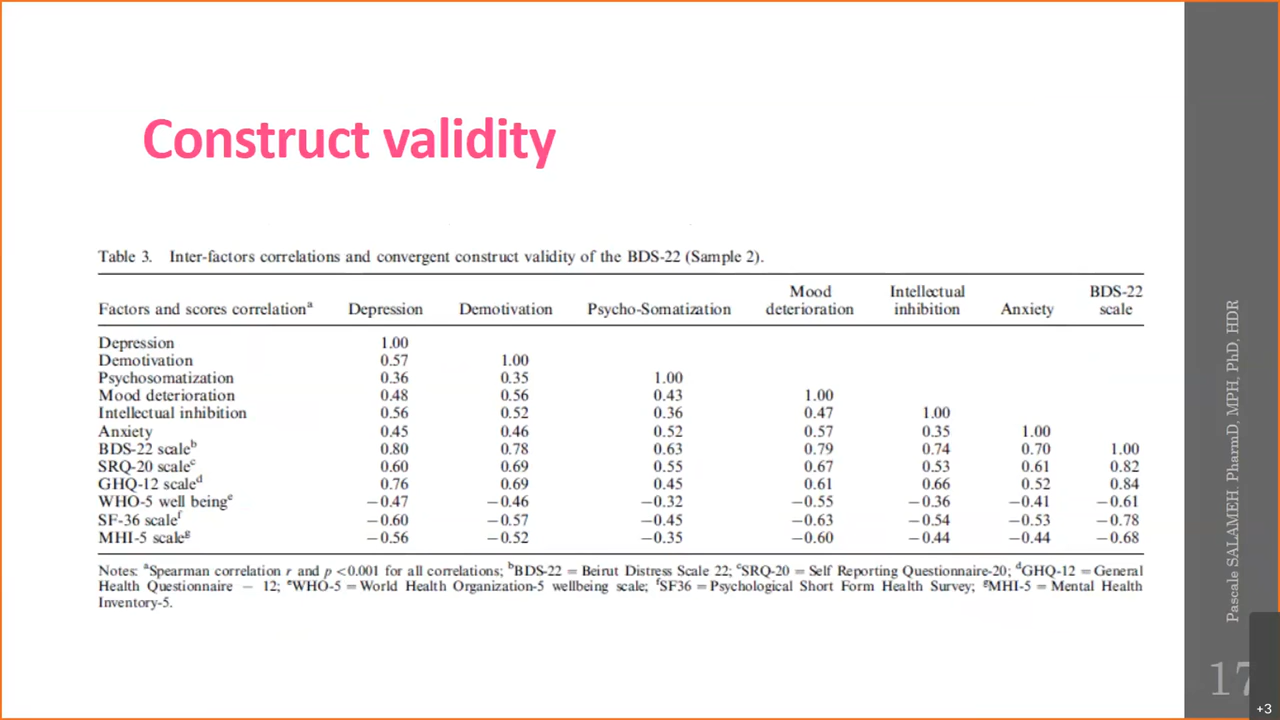 Construct validity
Table 3. Inter-factors correlations and convergent construct validity of the BDS-22 (Sample 2).
Factors and scores correlationᵃ Depression Demotivation Psycho-Somatization Mood deterioration Intellectual inhibition Anxiety BDS-22 scale
Depression 1.00
Demotivation 0.57 1.00
Psychosomatization 0.36 0.35 1.00
Mood deterioration 0.48 0.56 0.43 1.00
Intellectual inhibition 0.56 0.52 0.36 0.47 1.00
Anxiety 0.45 0.46 0.52 0.57 0.35 1.00
BDS-22 scaleᵇ 0.80 0.78 0.63 0.79 0.74 0.70 1.00
SRQ-20 scaleᶜ 0.60 0.69 0.55 0.67 0.53 0.61 0.82
GHQ-12 scaleᵈ 0.76 0.69 0.45 0.61 0.66 0.52 0.84
WHO-5 well beingᵉ −0.47 −0.46 −0.32 −0.55 −0.36 −0.41 −0.61
SF-36 scaleᶠ −0.60 −0.57 −0.45 −0.63 −0.54 −0.53 −0.78
MHI-5 scaleᵍ −0.56 −0.52 −0.35 −0.60 −0.44 −0.44 −0.68
Notes: ᵃSpearman correlation r and p <0.001 for all correlations; ᵇBDS-22 = Beirut Distress Scale 22; ᶜSRQ-20 = Self Reporting Questionnaire-20; ᵈGHQ-12 = General
Health Questionnaire − 12; ᵉWHO-5 = World Health Organization-5 wellbeing scale; ᶠSF36 = Psychological Short Form Health Survey; ᵍMHI-5 = Mental Health
Inventory-5.
Pascale SALAMEH. PharmD, MPH, PhD, HDR
17
+3